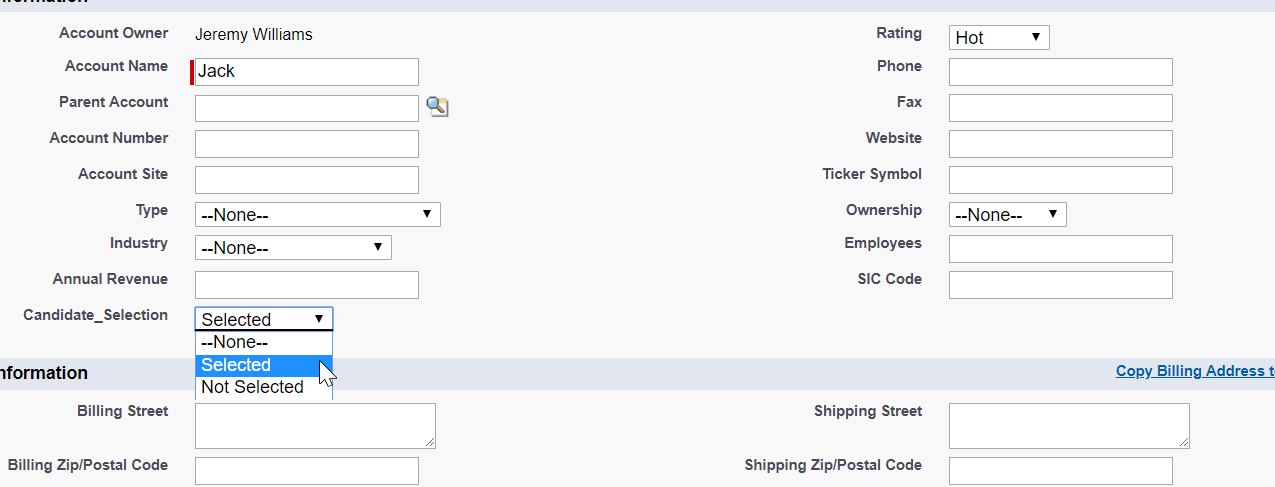 Information
Account Owner Jeremy Williams Rating Hot
Account Name Jack Phone
Parent Account Fax
Account Number Website
Account Site Ticker Symbol
Type --None-- Ownership --None--
Industry --None-- Employees
Annual Revenue SIC Code
Candidate_Selection Selected
--None--
Selected
Not Selected
nformation Copy Billing Address t
Billing Street Shipping Street
Billing Zip/Postal Code Shipping Zip/Postal Code